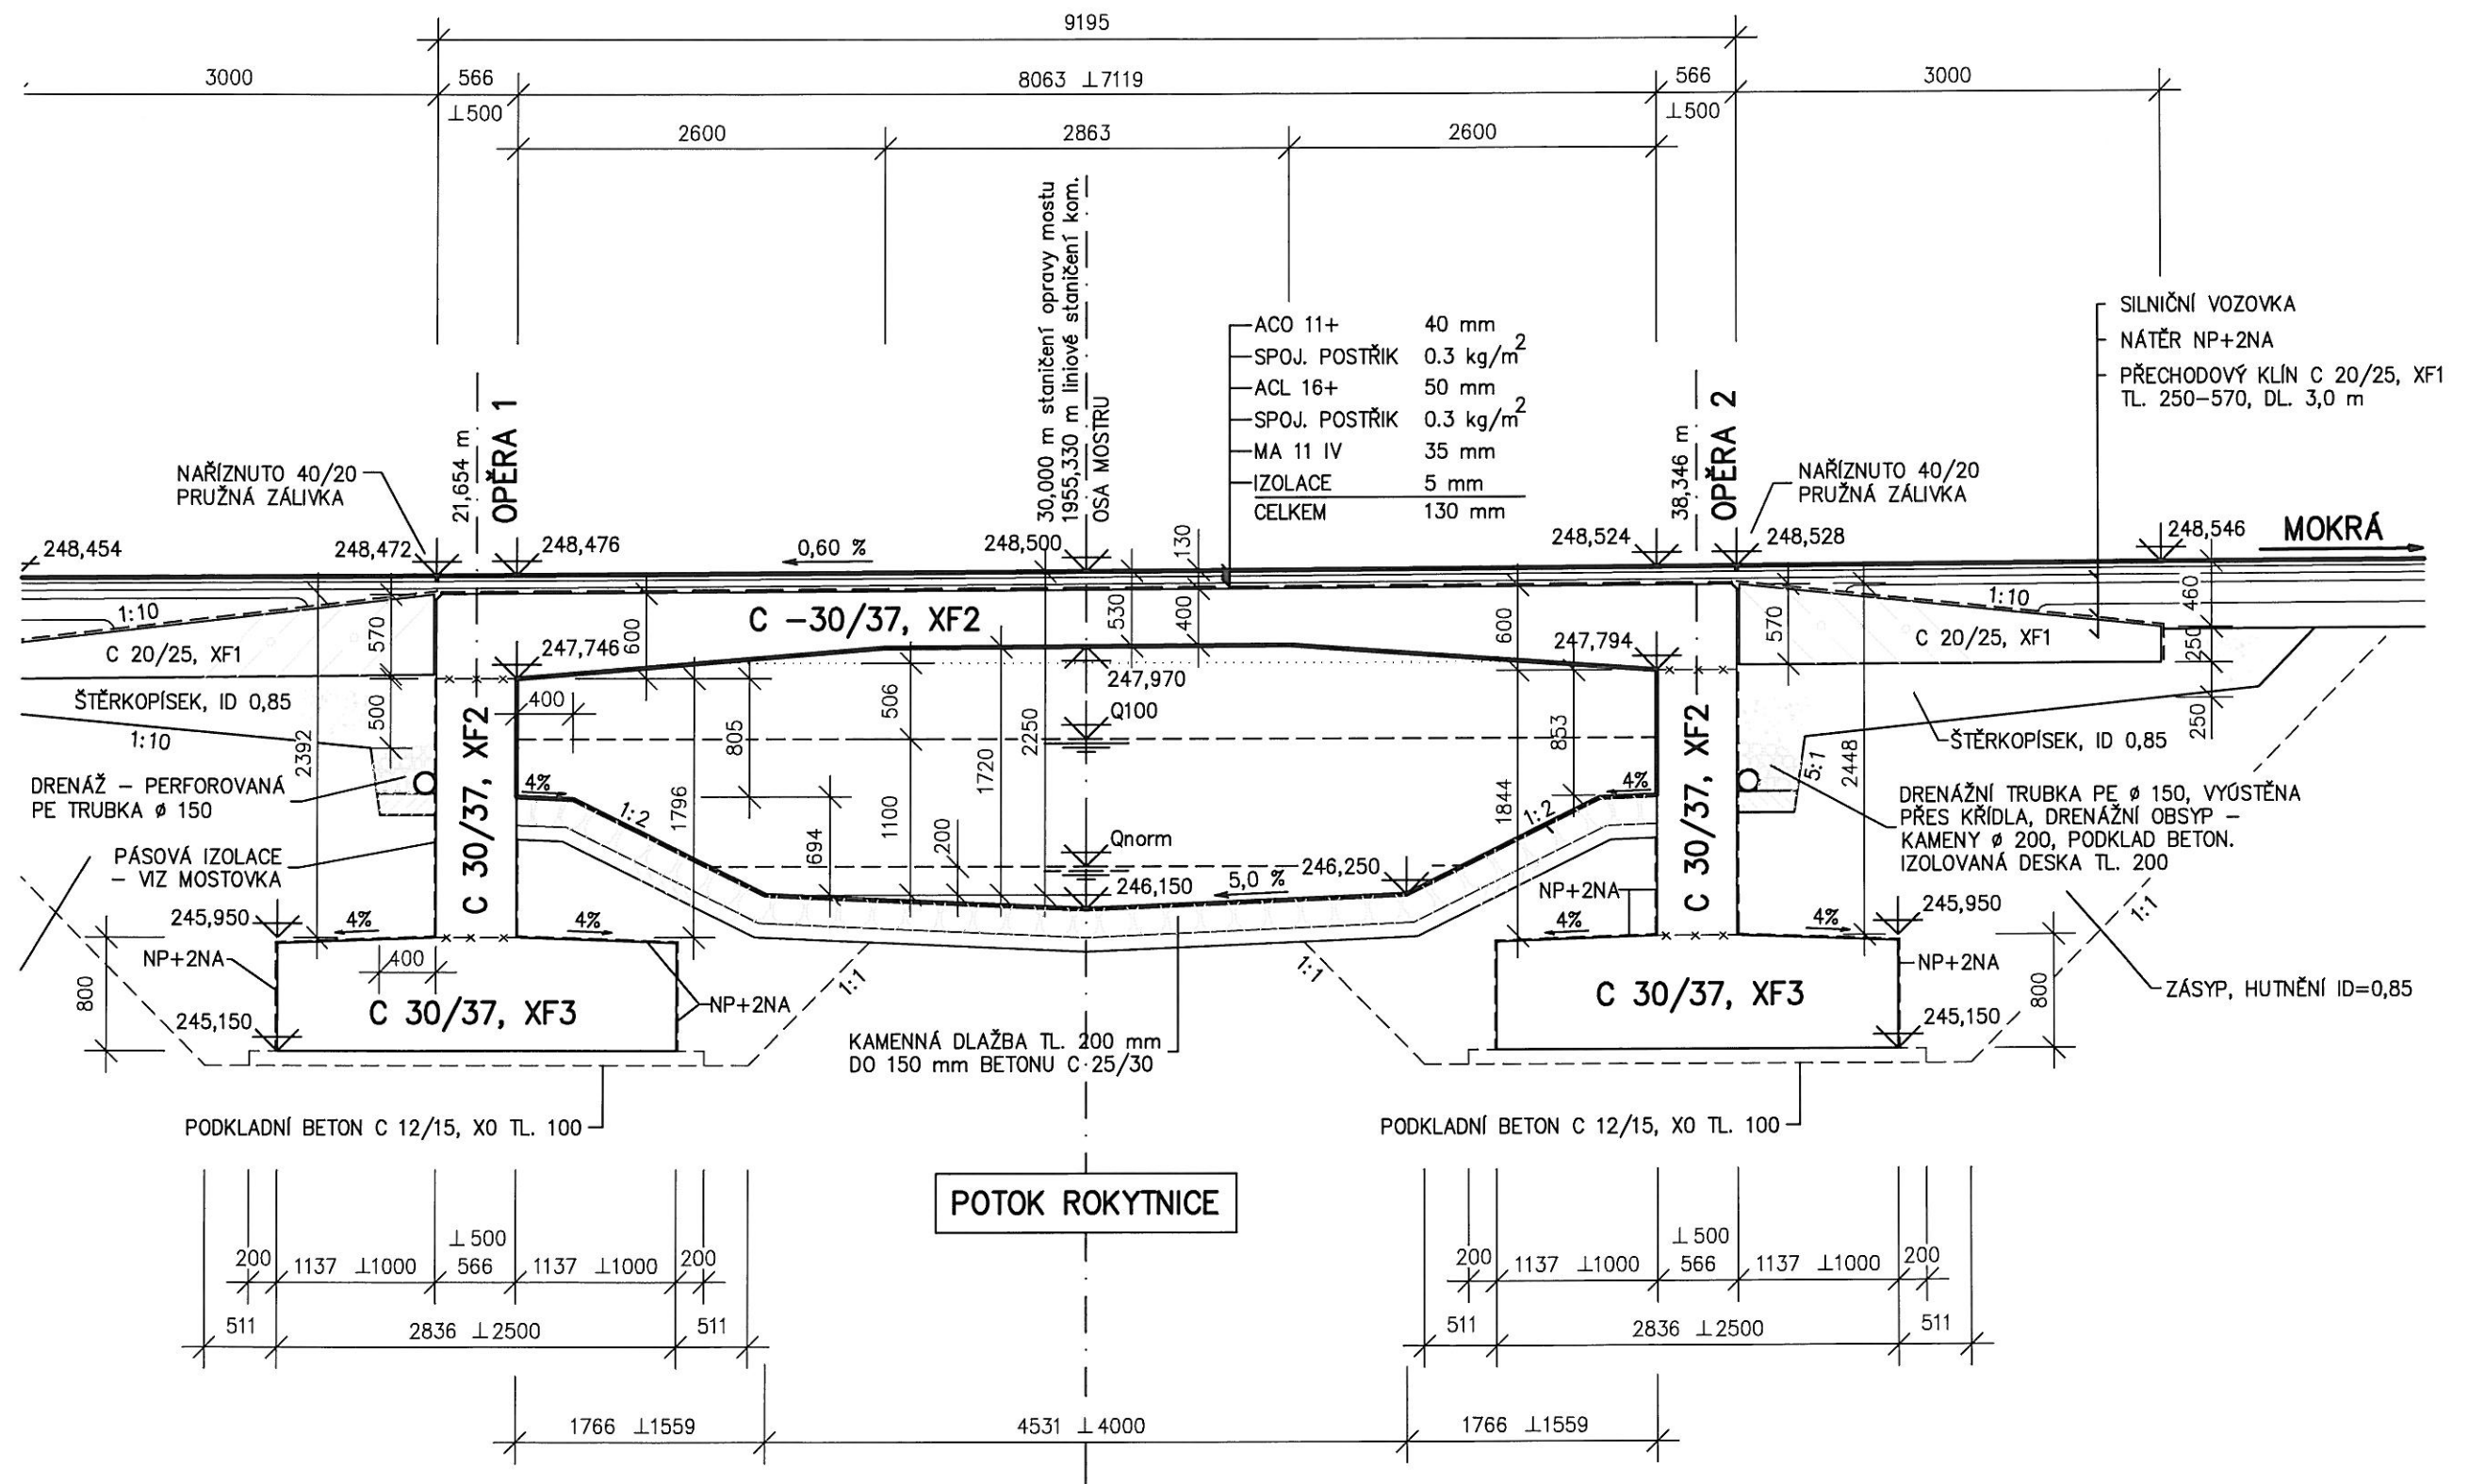 9195
3000
566
8063 ⊥7119
566
3000
⊥500
⊥500
2600
2863
2600
30,000 m staničení opravy mostu
1955,330 m liniové staničení kom.
OSA MOSTRU
ACO 11+ 40 mm
SPOJ. POSTŘIK 0.3 kg/m2
ACL 16+ 50 mm
SPOJ. POSTŘIK 0.3 kg/m2
MA 11 IV 35 mm
IZOLACE 5 mm
CELKEM 130 mm
SILNIČNÍ VOZOVKA
NÁTĚR NP+2NA
PŘECHODOVÝ KLÍN C 20/25, XF1
TL. 250-570, DL. 3,0 m
NAŘÍZNUTO 40/20
PRUŽNÁ ZÁLIVKA
21,654 m
OPĚRA 1
38,346 m
OPĚRA 2
NAŘÍZNUTO 40/20
PRUŽNÁ ZÁLIVKA
248,454
248,472
248,476
0,60 %
248,500
130
248,524
248,528
248,546
MOKRÁ
1:10
570
C 20/25, XF1
600
C -30/37, XF2
530
400
600
570
1:10
C 20/25, XF1
460
250
250
247,746
247,970
247,794
ŠTĚRKOPÍSEK, ID 0,85
1:10
500
2392
400
805
506
2250
1720
Q100
853
2448
5:1
ŠTĚRKOPÍSEK, ID 0,85
C 30/37, XF2
C 30/37, XF2
DRENÁŽ – PERFOROVANÁ
PE TRUBKA ø 150
4%
1:2
1796
694
1100
200
Qnorm
1844
1:2
4%
DRENÁŽNÍ TRUBKA PE ø 150, VYÚSTĚNA
PŘES KŘÍDLA, DRENÁŽNÍ OBSYP –
KAMENY ø 200, PODKLAD BETON.
IZOLOVANÁ DESKA TL. 200
PÁSOVÁ IZOLACE
– VIZ MOSTOVKA
246,150
5,0 %
246,250
NP+2NA
245,950
4%
4%
4%
4%
245,950
1:1
NP+2NA
400
800
C 30/37, XF3
245,150
NP+2NA
1:1
1:1
C 30/37, XF3
NP+2NA
245,150
800
ZÁSYP, HUTNĚNÍ ID=0,85
KAMENNÁ DLAŽBA TL. 200 mm
DO 150 mm BETONU C 25/30
PODKLADNÍ BETON C 12/15, X0 TL. 100
PODKLADNÍ BETON C 12/15, X0 TL. 100
POTOK ROKYTNICE
⊥500
⊥500
200 1137 ⊥1000 566 1137 ⊥1000 200
200 1137 ⊥1000 566 1137 ⊥1000 200
511 2836 ⊥2500 511
511 2836 ⊥2500 511
1766 ⊥1559
4531 ⊥4000
1766 ⊥1559